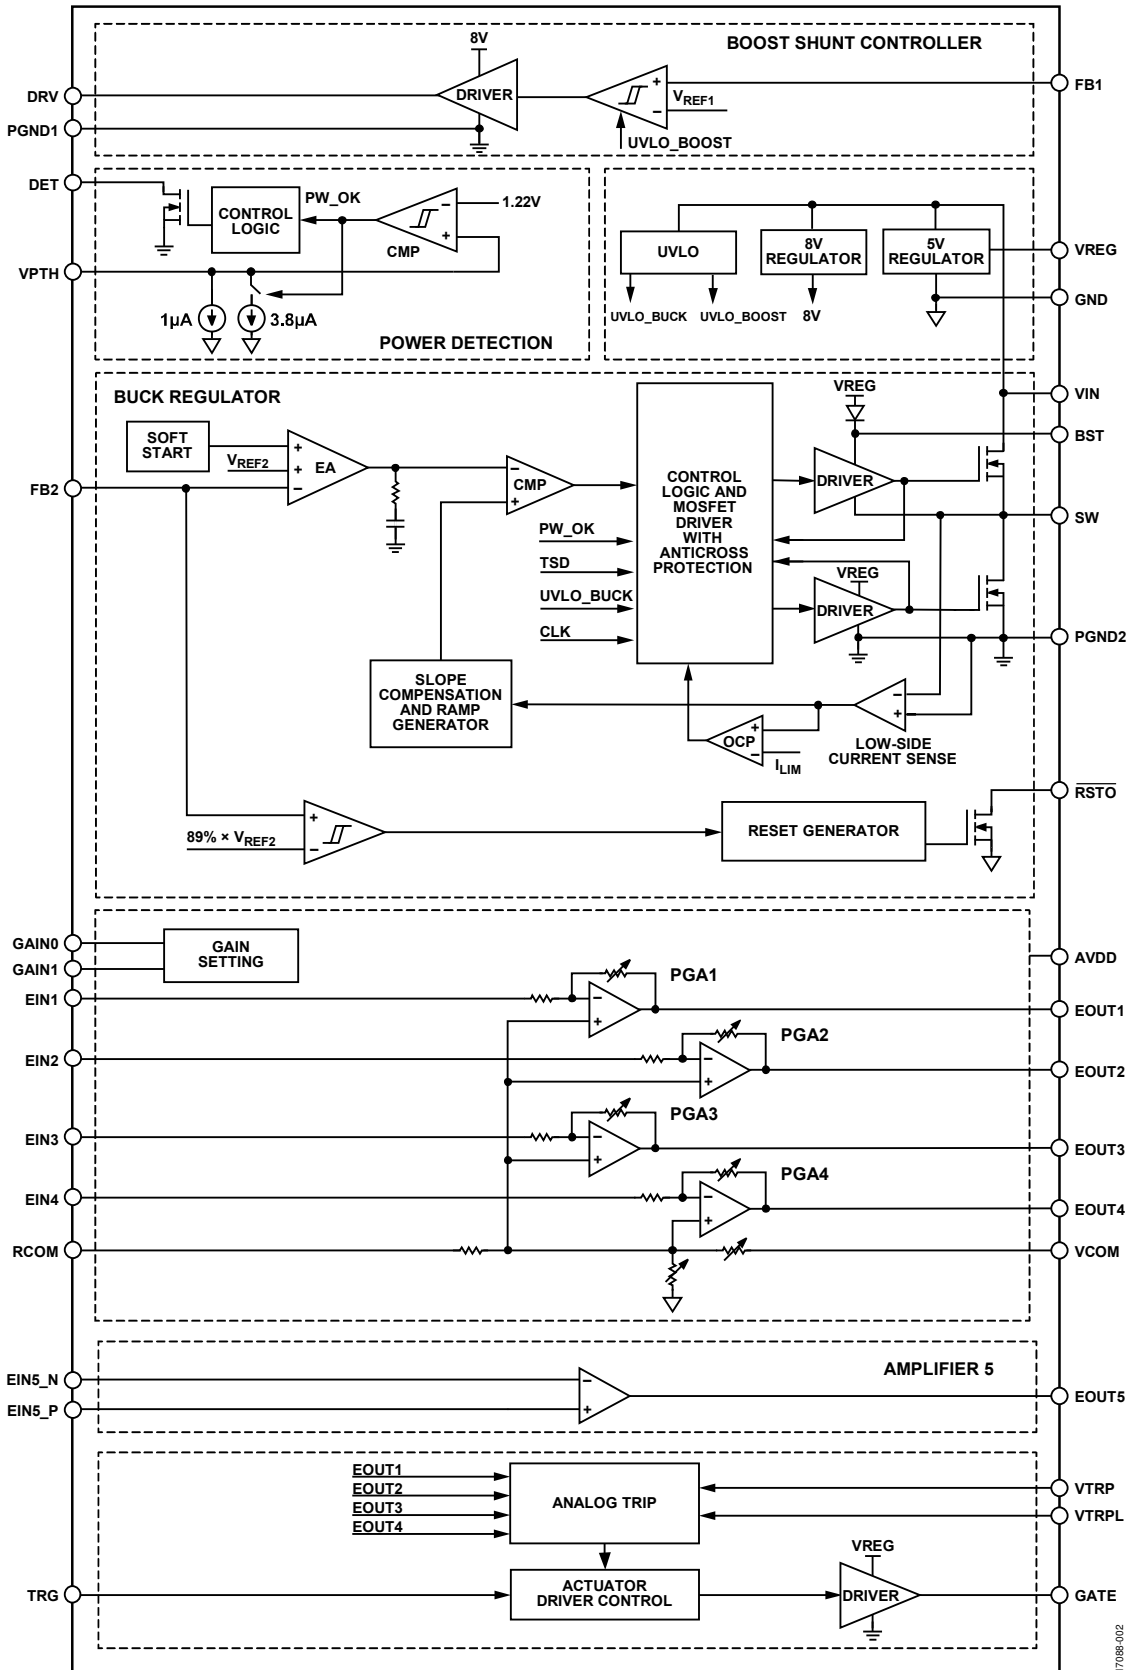 8V
BOOST SHUNT CONTROLLER
DRV
DRIVER
+
−
VREF1
FB1
PGND1
UVLO_BOOST
DET
PW_OK
CONTROL
LOGIC
−
+
1.22V
CMP
VPTH
1µA
3.8µA
POWER DETECTION
UVLO
8V
REGULATOR
5V
REGULATOR
VREG
GND
UVLO_BUCK
UVLO_BOOST
8V
BUCK REGULATOR
VREG
VIN
BST
SOFT
START
VREF2
+
+
−
EA
FB2
−
+
CMP
CONTROL
LOGIC AND
MOSFET
DRIVER
WITH
ANTICROSS
PROTECTION
DRIVER
SW
PW_OK
TSD
UVLO_BUCK
CLK
VREG
DRIVER
PGND2
SLOPE
COMPENSATION
AND RAMP
GENERATOR
OCP
+
−
ILIM
−
+
LOW-SIDE
CURRENT SENSE
RSTO
+
−
89% × VREF2
RESET GENERATOR
GAIN0
GAIN1
GAIN
SETTING
AVDD
EIN1
−
+
PGA1
EOUT1
EIN2
−
+
PGA2
EOUT2
EIN3
−
+
PGA3
EOUT3
EIN4
−
+
PGA4
EOUT4
RCOM
VCOM
AMPLIFIER 5
EIN5_N
−
EIN5_P
+
EOUT5
EOUT1
EOUT2
EOUT3
EOUT4
ANALOG TRIP
VTRP
VTRPL
VREG
TRG
ACTUATOR
DRIVER CONTROL
DRIVER
GATE
17088-002